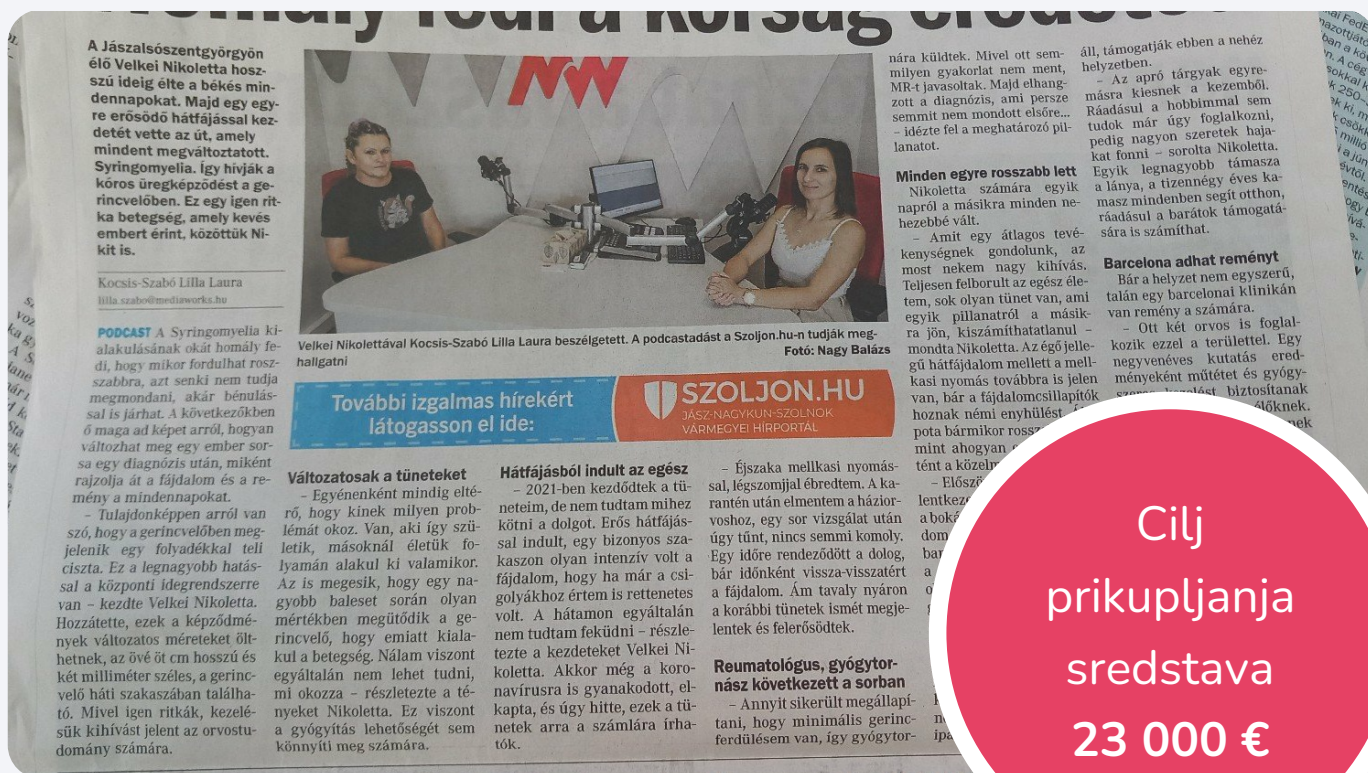 Homály fedi a kórság eredetét
A Jászalsószentgyörgyön
élő Velkei Nikoletta hosz-
szú ideig élte a békés min-
dennapokat. Majd egy egy-
re erősödő hátfájással kez-
detét vette az út, amely
mindent megváltoztatott.
Syringomyelia. Így hívják a
kóros üregképződést a ge-
rincvelőben. Ez egy igen rit-
ka betegség, amely kevés
embert érint, közöttük Ni-
kit is.
Kocsis-Szabó Lilla Laura
lilla.szabo@mediaworks.hu
PODCAST A Syringomyelia ki-
alakulásának okát homály fe-
di, hogy mikor fordulhat rosz-
szabbra, azt senki nem tudja
megmondani, akár bénulás-
sal is járhat. A következőkben
ő maga ad képet arról, hogyan
változhat meg egy ember sor-
sa egy diagnózis után, miként
rajzolja át a fájdalom és a re-
mény a mindennapokat.
– Tulajdonképpen arról van
szó, hogy a gerincvelőben meg-
jelenik egy folyadékkal teli
ciszta. Ez a legnagyobb hatás-
sal a központi idegrendszerre
van – kezdte Velkei Nikoletta.
Hozzátette, ezek a képződmé-
nyek változatos méreteket ölt-
hetnek, az övé öt cm hosszú és
két milliméter széles, a gerinc-
velő háti szakaszában találha-
tó. Mivel igen ritkák, kezelé-
sük kihívást jelent az orvostu-
domány számára.
NW
Velkei Nikolettával Kocsis-Szabó Lilla Laura beszélgetett. A podcastadást a Szoljon.hu-n tudják meg-
hallgatni
Fotó: Nagy Balázs
További izgalmas hírekért
látogasson el ide:
SZOLJON.HU
JÁSZ-NAGYKUN-SZOLNOK
VÁRMEGYEI HÍRPORTÁL
Változatosak a tüneteket
– Egyénenként mindig elté-
rő, hogy kinek milyen prob-
lémát okoz. Van, aki így szü-
letik, másoknál életük fo-
lyamán alakul ki valamikor.
Az is megesik, hogy egy na-
gyobb baleset során olyan
mértékben megütődik a ge-
rincvelő, hogy emiatt kiala-
kul a betegség. Nálam viszont
egyáltalán nem lehet tudni,
mi okozza – részletezte a té-
nyeket Nikoletta. Ez viszont
a gyógyítás lehetőségét sem
könnyíti meg számára.
Hátfájásból indult az egész
– 2021-ben kezdődtek a tü-
neteim, de nem tudtam mihez
kötni a dolgot. Erős hátfájás-
sal indult, egy bizonyos sza-
kaszon olyan intenzív volt a
fájdalom, hogy ha már a csi-
golyákhoz értem is rettenetes
volt. A hátamon egyáltalán
nem tudtam feküdni – részle-
tezte a kezdeteket Velkei Ni-
koletta. Akkor még a koro-
navírusra is gyanakodott, el-
kapta, és úgy hitte, ezek a tü-
netek arra a számlára írha-
tók.
– Éjszaka mellkasi nyomás-
sal, légszomjjal ébredtem. A ka-
rantén után elmentem a házior-
voshoz, egy sor vizsgálat után
úgy tűnt, nincs semmi komoly.
Egy időre rendeződött a dolog,
bár időnként vissza-visszatért
a fájdalom. Ám tavaly nyáron
a korábbi tünetek ismét megje-
lentek és felerősödtek.
Reumatológus, gyógytor-
nász következett a sorban
– Annyit sikerült megállapí-
tani, hogy minimális gerinc-
ferdülésem van, így gyógytor-
nára küldtek. Mivel ott sem-
milyen gyakorlat nem ment,
MR-t javasoltak. Majd elhang-
zott a diagnózis, ami persze
semmit nem mondott elsőre...
– idézte fel a meghatározó pil-
lanatot.
Minden egyre rosszabb lett
Nikoletta számára egyik
napról a másikra minden ne-
hezebbé vált.
– Amit egy átlagos tevé-
kenységnek gondolunk, az
most nekem nagy kihívás.
Teljesen felborult az egész éle-
tem, sok olyan tünet van, ami
egyik pillanatról a másik-
ra jön, kiszámíthatatlanul –
mondta Nikoletta. Az égő jelle-
gű hátfájdalom mellett a mell-
kasi nyomás továbbra is jelen
van, bár a fájdalomcsillapítók
hoznak némi enyhülést
pota bármikor
mint ahogyan
tént a
– Először
a
dom
bar
a
áll, támogatják ebben a nehéz
helyzetben.
– Az apró tárgyak egyre-
másra kiesnek a kezemből.
Ráadásul a hobbimmal sem
tudok már úgy foglalkozni,
pedig nagyon szeretek haja-
kat fonni – sorolta Nikoletta.
Egyik legnagyobb támasza
a lánya, a tizennégy éves ka-
masz mindenben segít otthon,
ráadásul a barátok támogatá-
sára is számíthat.
Barcelona adhat reményt
Bár a helyzet nem egyszerű,
talán egy barcelonai klinikán
van remény a számára.
– Ott két orvos is foglal-
kozik ezzel a területtel. Egy
negyvenéves kutatás ered-
ményeként műtétet és gyógy-
biztosítanak
Cilj
prikupljanja
sredstava
23 000 €